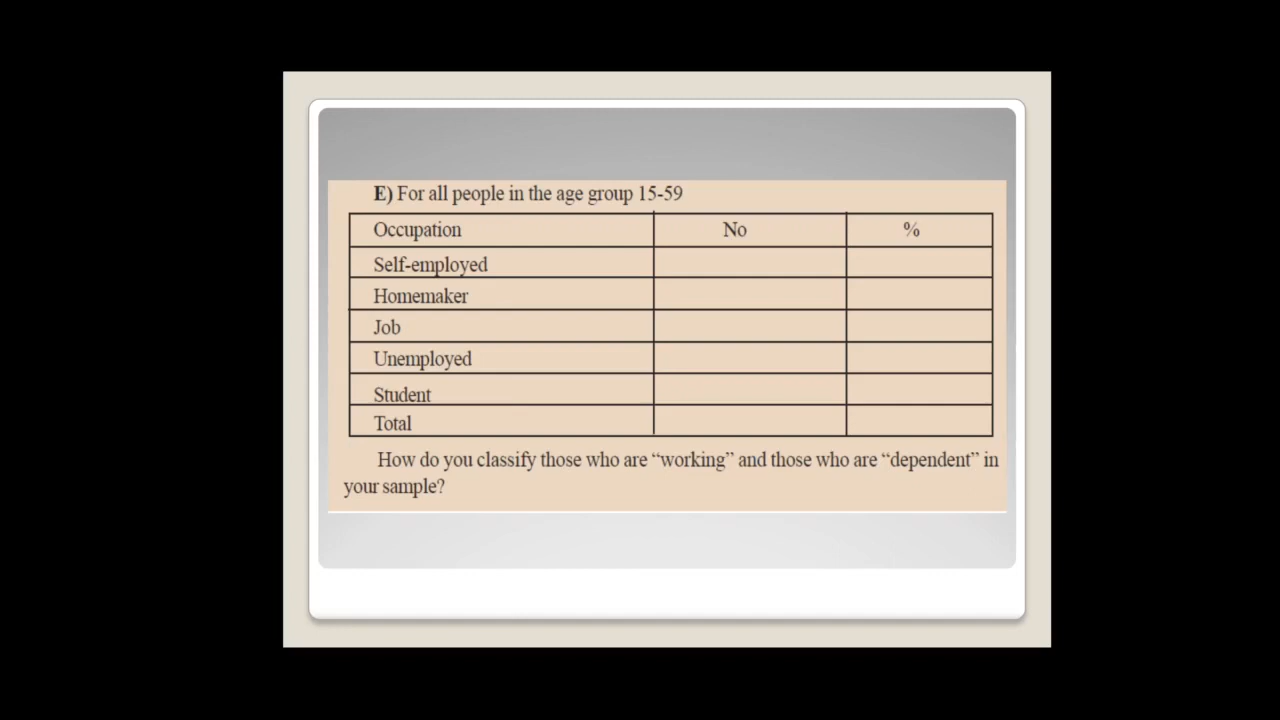 E) For all people in the age group 15-59
Occupation No %
Self-employed
Homemaker
Job
Unemployed
Student
Total
How do you classify those who are “working” and those who are “dependent” in
your sample?